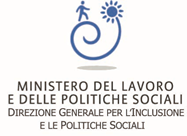 MINISTERO DEL LAVORO
E DELLE POLITICHE SOCIALI
DIREZIONE GENERALE PER L'INCLUSIONE
E LE POLITICHE SOCIALI